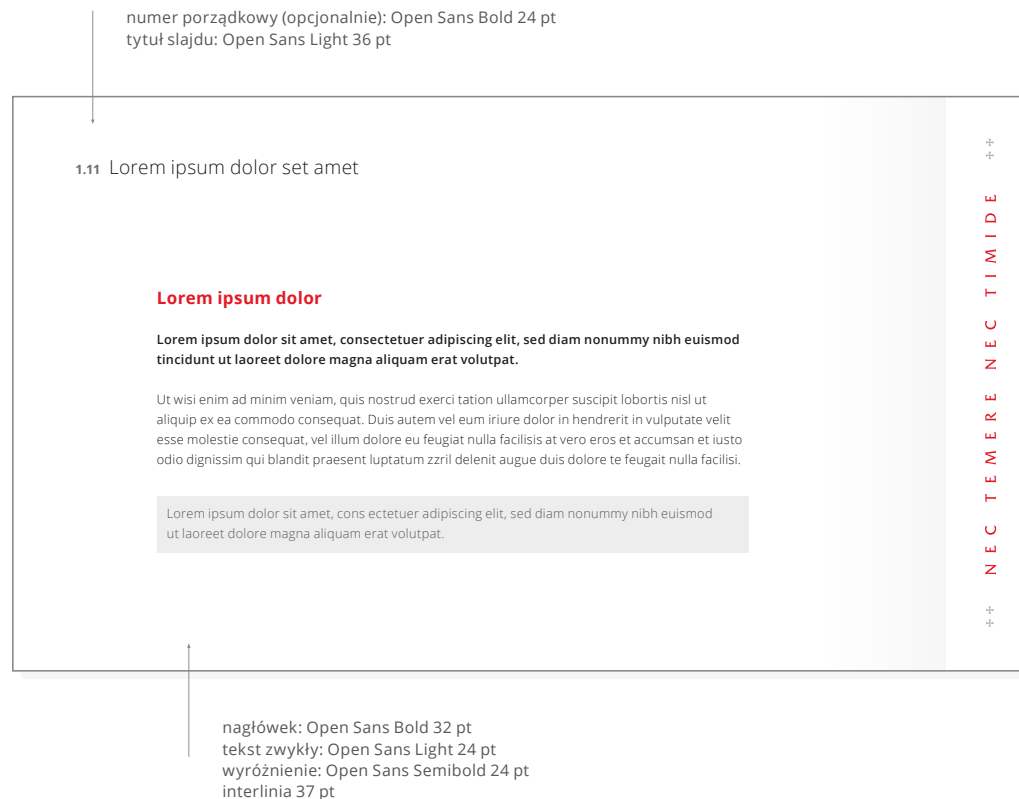 numer porządkowy (opcjonalnie): Open Sans Bold 24 pt
tytuł slajdu: Open Sans Light 36 pt
1.11 Lorem ipsum dolor set amet
Lorem ipsum dolor
Lorem ipsum dolor sit amet, consectetuer adipiscing elit, sed diam nonummy nibh euismod
tincidunt ut laoreet dolore magna aliquam erat volutpat.
Ut wisi enim ad minim veniam, quis nostrud exerci tation ullamcorper suscipit lobortis nisl ut
aliquip ex ea commodo consequat. Duis autem vel eum iriure dolor in hendrerit in vulputate velit
esse molestie consequat, vel illum dolore eu feugiat nulla facilisis at vero eros et accumsan et iusto
odio dignissim qui blandit praesent luptatum zzril delenit augue duis dolore te feugait nulla facilisi.
Lorem ipsum dolor sit amet, cons ectetuer adipiscing elit, sed diam nonummy nibh euismod
ut laoreet dolore magna aliquam erat volutpat.
NEC TEMERE NEC TIMIDE
nagłówek: Open Sans Bold 32 pt
tekst zwykły: Open Sans Light 24 pt
wyróżnienie: Open Sans Semibold 24 pt
interlinia 37 pt